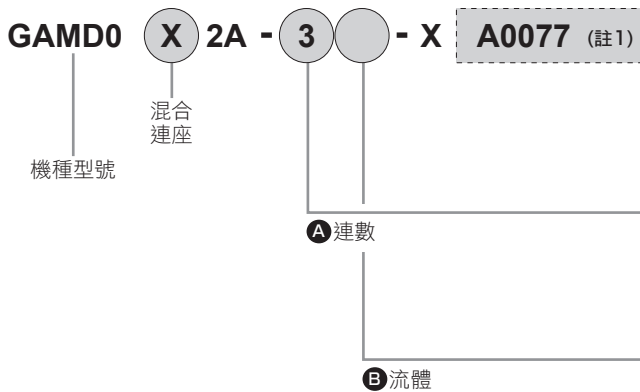 GAMD0 X 2A - 3 - X A0077 (註1)
混合
連座
機種型號
A 連數
B 流體